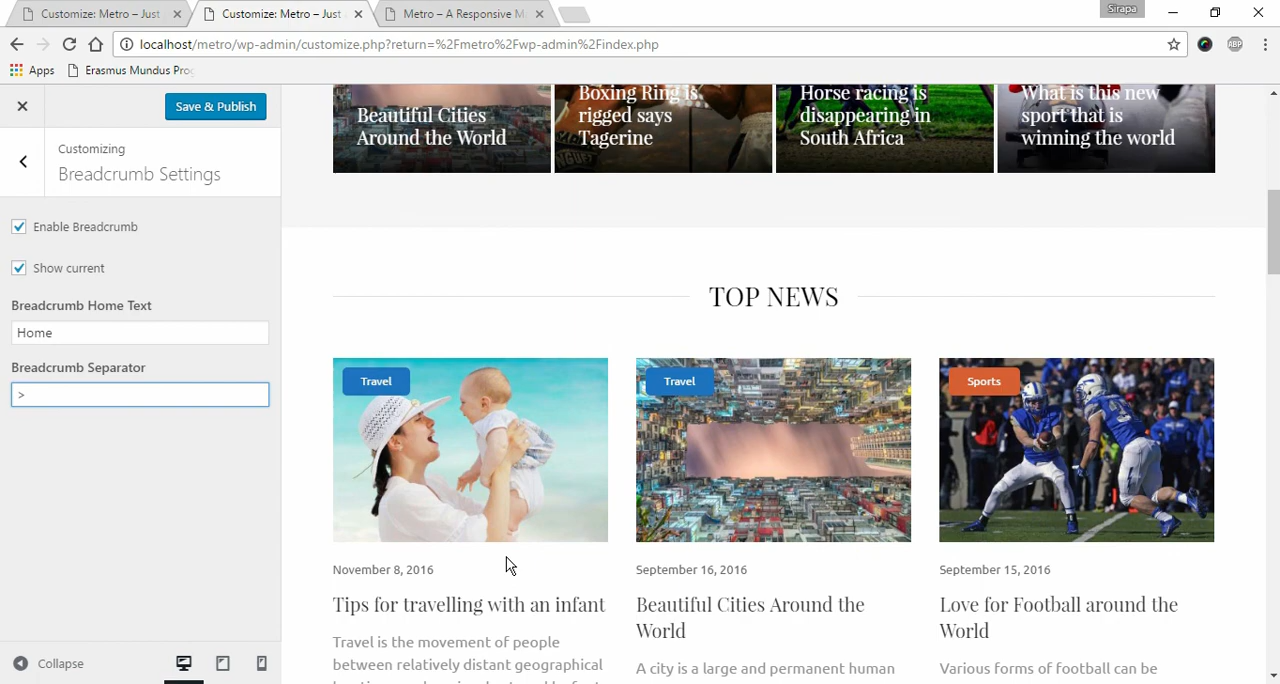 Customize: Metro – Just
Customize: Metro – Just
Metro – A Responsive M
Sirapa
localhost/metro/wp-admin/customize.php?return=%2Fmetro%2Fwp-admin%2Findex.php
ABP
Apps
Erasmus Mundus Pro
Save & Publish
Customizing
Breadcrumb Settings
Enable Breadcrumb
Show current
Breadcrumb Home Text
Home
Breadcrumb Separator
>
Collapse
Beautiful Cities
Around the World
Boxing Ring is
rigged says
Tagerine
Horse racing is
disappearing in
South Africa
What is this new
sport that is
winning the world
TOP NEWS
Travel
November 8, 2016
Tips for travelling with an infant
Travel is the movement of people
between relatively distant geographical
Travel
September 16, 2016
Beautiful Cities Around the
World
A city is a large and permanent human
Sports
September 15, 2016
Love for Football around the
World
Various forms of football can be